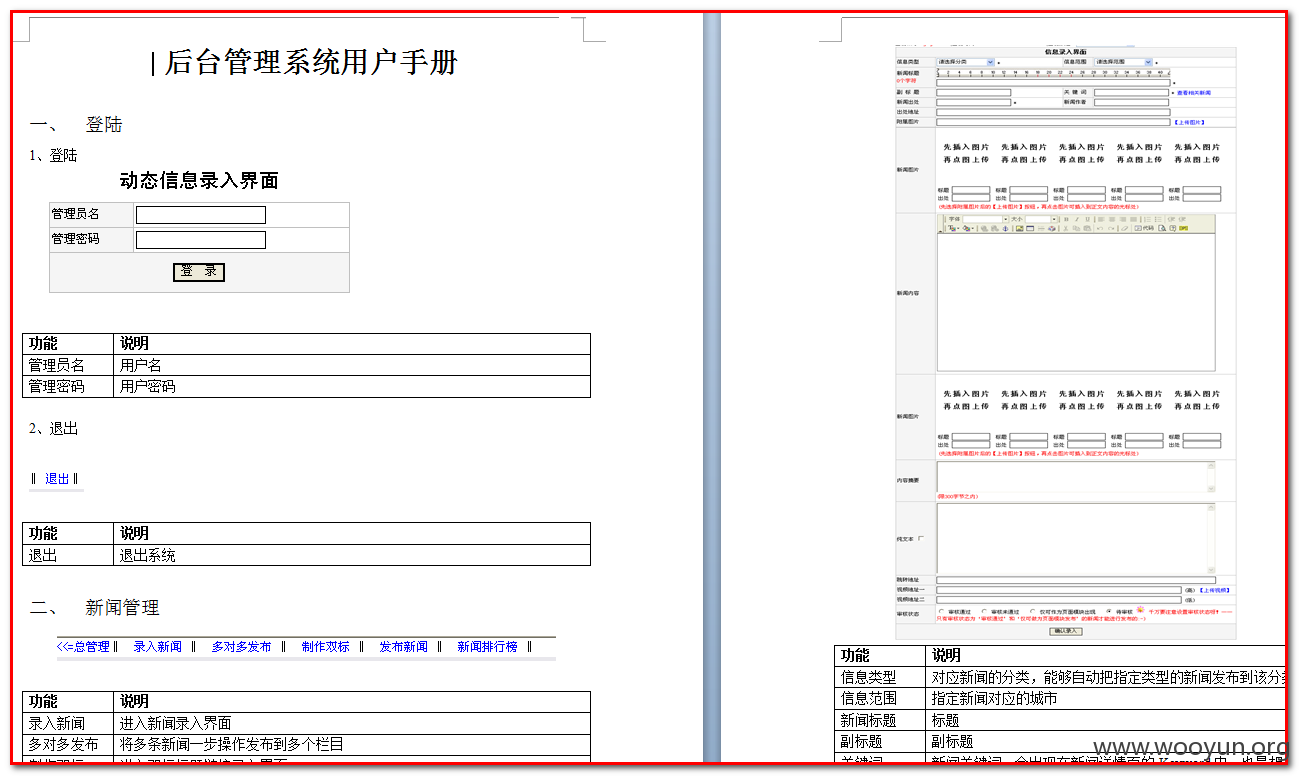 后台管理系统用户手册
一、 登陆
1、登陆
动态信息录入界面
管理员名
管理密码
登 录
功能 说明
管理员名 用户名
管理密码 用户密码
2、退出
‖ 退出 ‖
功能 说明
退出 退出系统
二、 新闻管理
<<=总管理 ‖ 录入新闻 ‖ 多对多发布 ‖ 制作双标 ‖ 发布新闻 ‖ 新闻排行榜 ‖
功能 说明
录入新闻 进入新闻录入界面
多对多发布 将多条新闻一步操作发布到多个栏目
信息录入界面
信息类型 请选择分类 * 信息范围 请选择范围 *
新闻标题
0个字符
副 标 题 关 键 词 * 查看相关新闻
新闻出处 * 新闻作者
出处地址
附属图片 【上传图片】
先插入图片 先插入图片 先插入图片 先插入图片 先插入图片
再点图上传 再点图上传 再点图上传 再点图上传 再点图上传
新闻图片
标题 标题 标题 标题 标题
出处 出处 出处 出处 出处
(先选择附属图片后的【上传图片】按钮，再点击图片可插入到正文内容的光标处)
字体 大小
代码
新闻内容
先插入图片 先插入图片 先插入图片 先插入图片 先插入图片
再点图上传 再点图上传 再点图上传 再点图上传 再点图上传
新闻图片
标题 标题 标题 标题 标题
出处 出处 出处 出处 出处
(先选择附属图片后的【上传图片】按钮，再点击图片可插入到正文内容的光标处)
内容摘要
(限300字节之内)
纯文本
跳转地址
视频地址一 (高) 【上传视频】
视频地址二 (低)
审核状态 审核通过 审核未通过 仅可作为页面模块出现 待审核 千万要注意设置审核状态呀！——
只有审核状态为‘审核通过’和‘仅可做为页面模块发布’的新闻才能进行发布的 -)
确认录入
功能 说明
信息类型 对应新闻的分类，能够自动把指定类型的新闻发布到该分
信息范围 指定新闻对应的城市
新闻标题 标题
副标题 副标题
www.wooyun.org